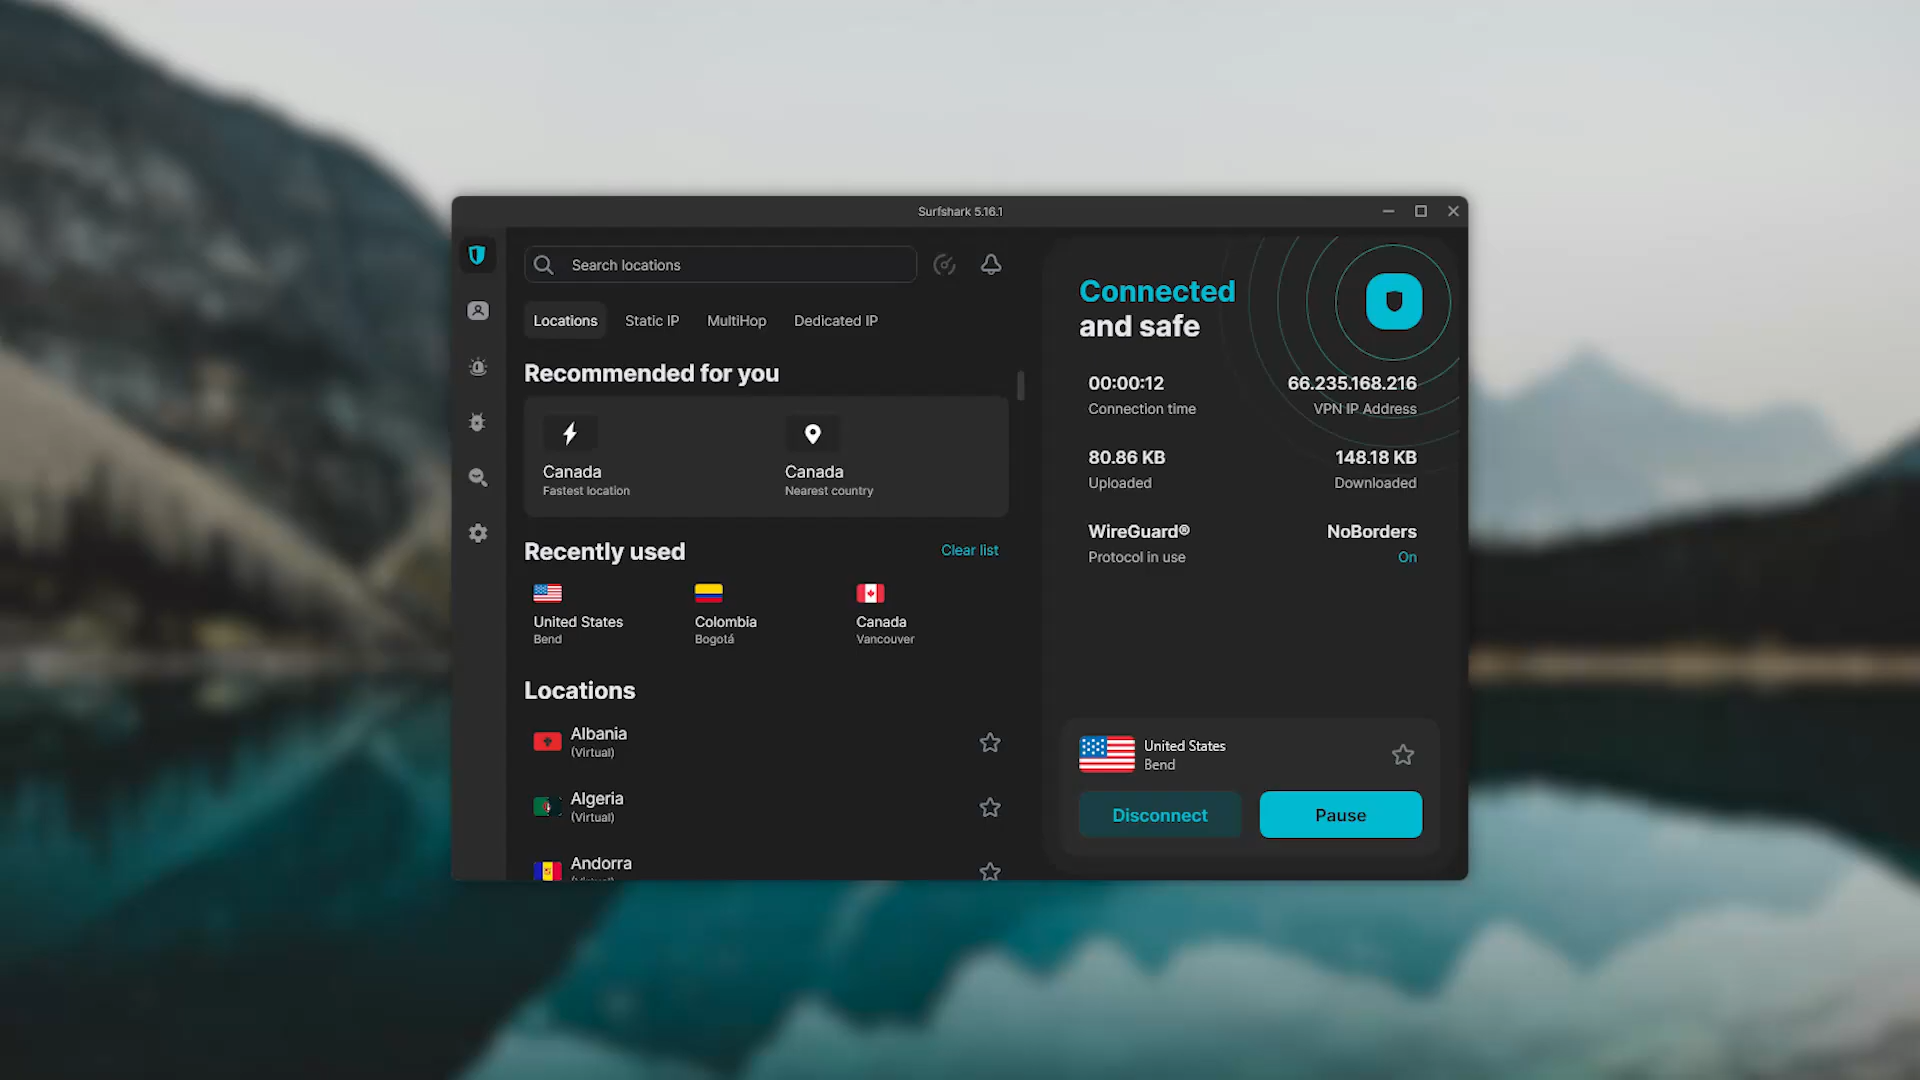 Surfshark 5.16.1
Search locations
Locations
Static IP
MultiHop
Dedicated IP
Recommended for you
Canada
Fastest location
Canada
Nearest country
Recently used
Clear list
United States
Bend
Colombia
Bogotá
Canada
Vancouver
Locations
Albania
(Virtual)
Algeria
(Virtual)
Andorra
Connected
and safe
00:00:12
Connection time
66.235.168.216
VPN IP Address
80.86 KB
Uploaded
148.18 KB
Downloaded
WireGuard®
Protocol in use
NoBorders
On
United States
Bend
Disconnect
Pause